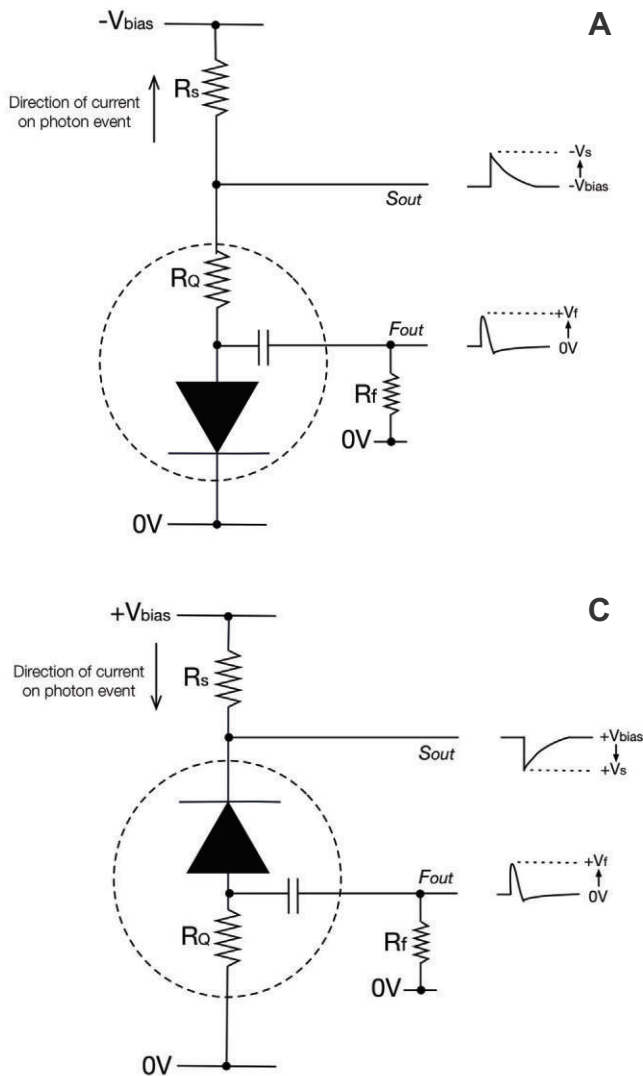 A
-Vbias
Rs
Direction of current
on photon event
-Vs
-Vbias
Sout
RQ
Fout
+Vf
0V
Rf
0V
0V
C
+Vbias
Rs
Direction of current
on photon event
+Vbias
+Vs
Sout
Fout
+Vf
0V
RQ
Rf
0V
0V